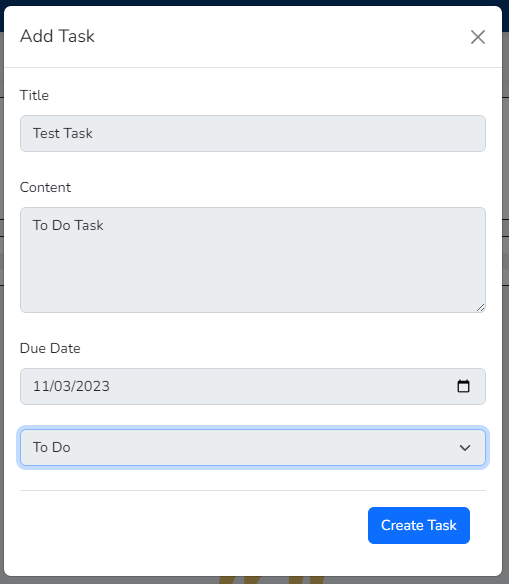 Add Task
Title
Test Task
Content
To Do Task
Due Date
11/03/2023
To Do
Create Task